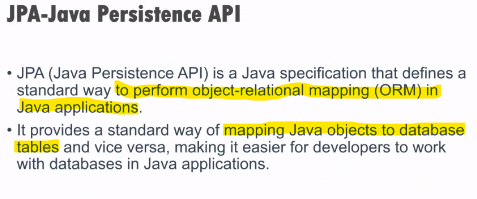 JPA-Java Persistence API
• JPA (Java Persistence API) is a Java specification that defines a
standard way to perform object-relational mapping (ORM) in
Java applications.
• It provides a standard way of mapping Java objects to database
tables and vice versa, making it easier for developers to work
with databases in Java applications.